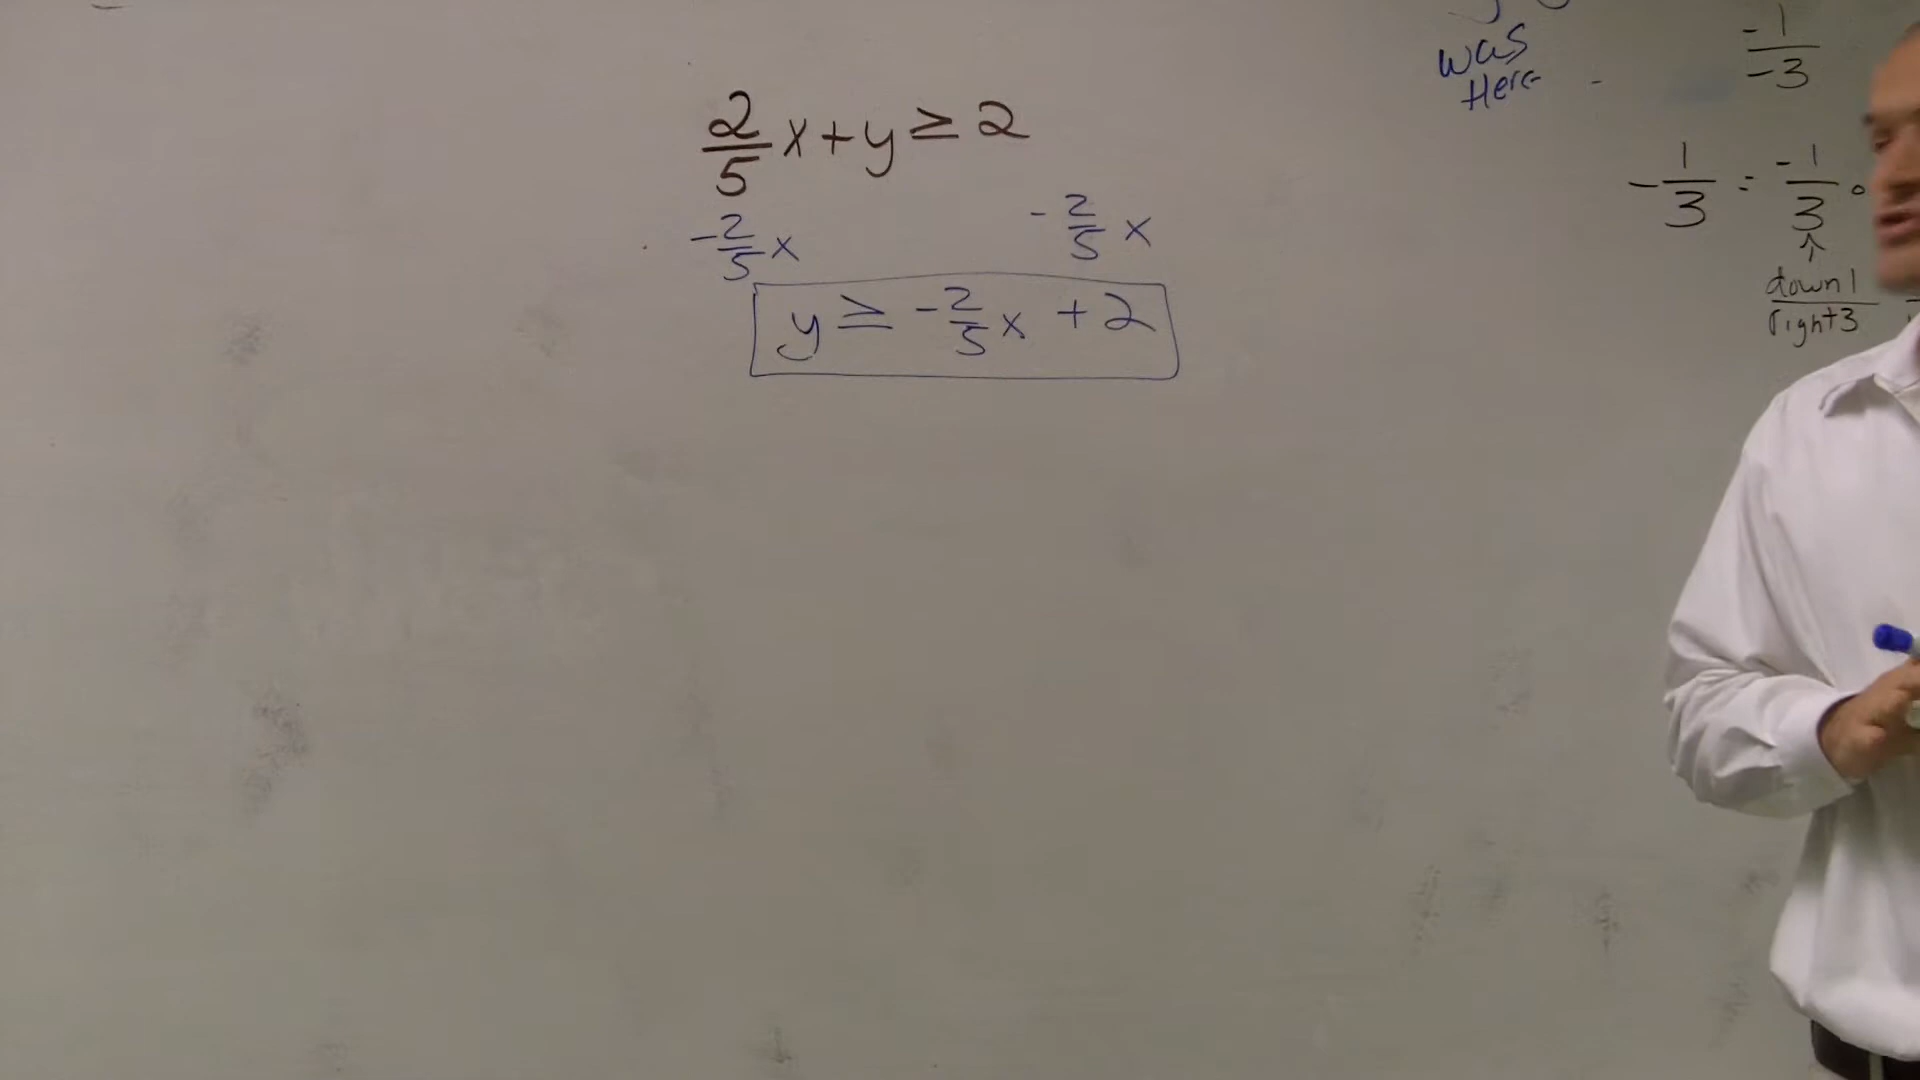 2/5 x + y ≥ 2
-2/5 x -2/5 x
y ≥ -2/5 x + 2
was
Here
-1/-3
-1/3 = -1/3
↑
down 1
right 3